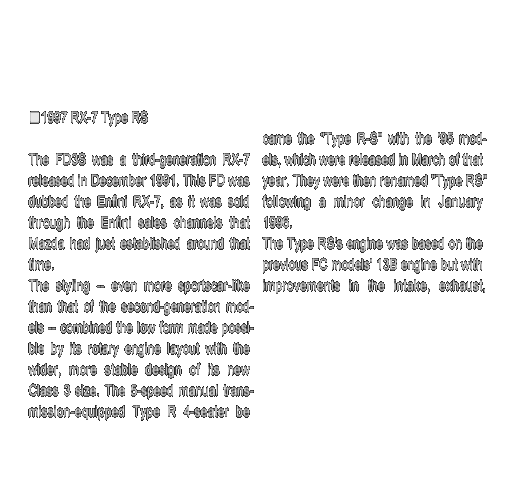 ■1997 RX-7 Type RS
The FD3S was a third-generation RX-7
released in December 1991. This FD was
dubbed the Enfini RX-7, as it was sold
through the Enfini sales channels that
Mazda had just established around that
time.
The styling – even more sportscar-like
than that of the second-generation mod-
els – combined the low form made possi-
ble by its rotary engine layout with the
wider, more stable design of its new
Class 3 size. The 5-speed manual trans-
mission-equipped Type R 4-seater be
came the "Type R-S" with the '95 mod-
els, which were released in March of that
year. They were then renamed "Type RS"
following a minor change in January
1996.
The Type RS's engine was based on the
previous FC models' 13B engine but with
improvements in the intake, exhaust,